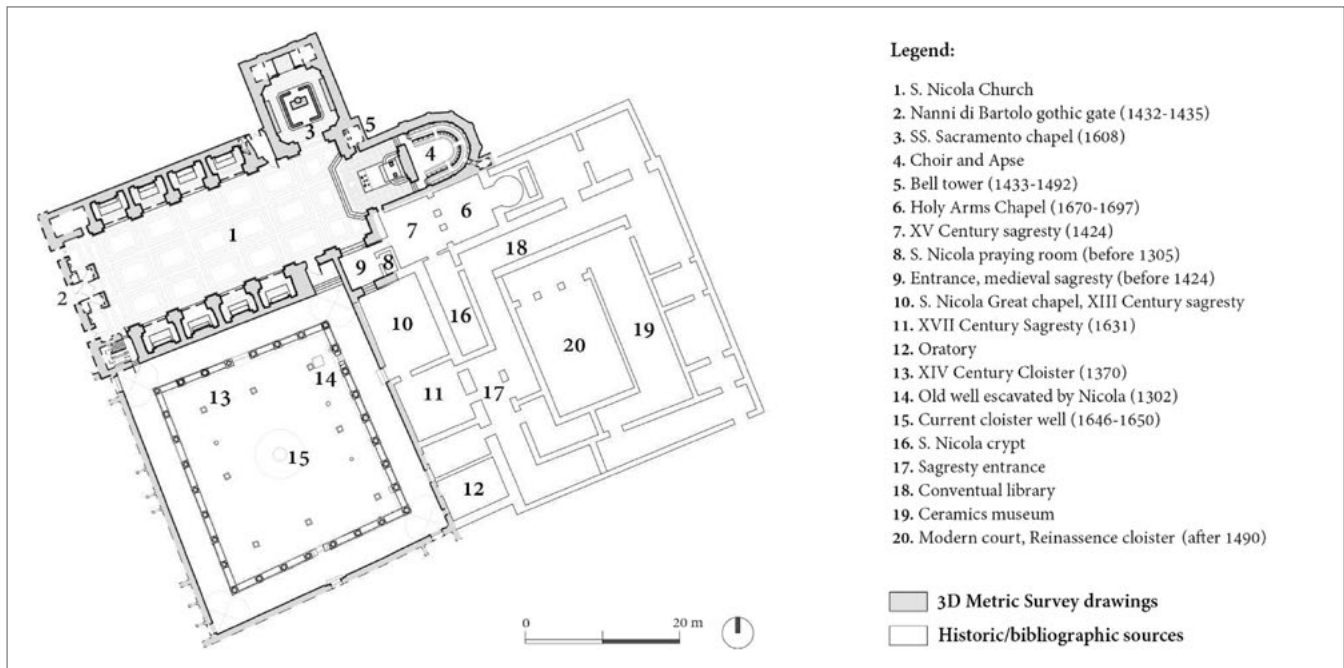 3
5
4
6
7
1
18
9
8
2
10
16
19
20
14
13
11
17
15
12
0
20 m
Legend:
1. S. Nicola Church
2. Nanni di Bartolo gothic gate (1432-1435)
3. SS. Sacramento chapel (1608)
4. Choir and Apse
5. Bell tower (1433-1492)
6. Holy Arms Chapel (1670-1697)
7. XV Century sagresty (1424)
8. S. Nicola praying room (before 1305)
9. Entrance, medieval sagresty (before 1424)
10. S. Nicola Great chapel, XIII Century sagresty
11. XVII Century Sagresty (1631)
12. Oratory
13. XIV Century Cloister (1370)
14. Old well escavated by Nicola (1302)
15. Current cloister well (1646-1650)
16. S. Nicola crypt
17. Sagresty entrance
18. Conventual library
19. Ceramics museum
20. Modern court, Reinassence cloister (after 1490)
3D Metric Survey drawings
Historic/bibliographic sources